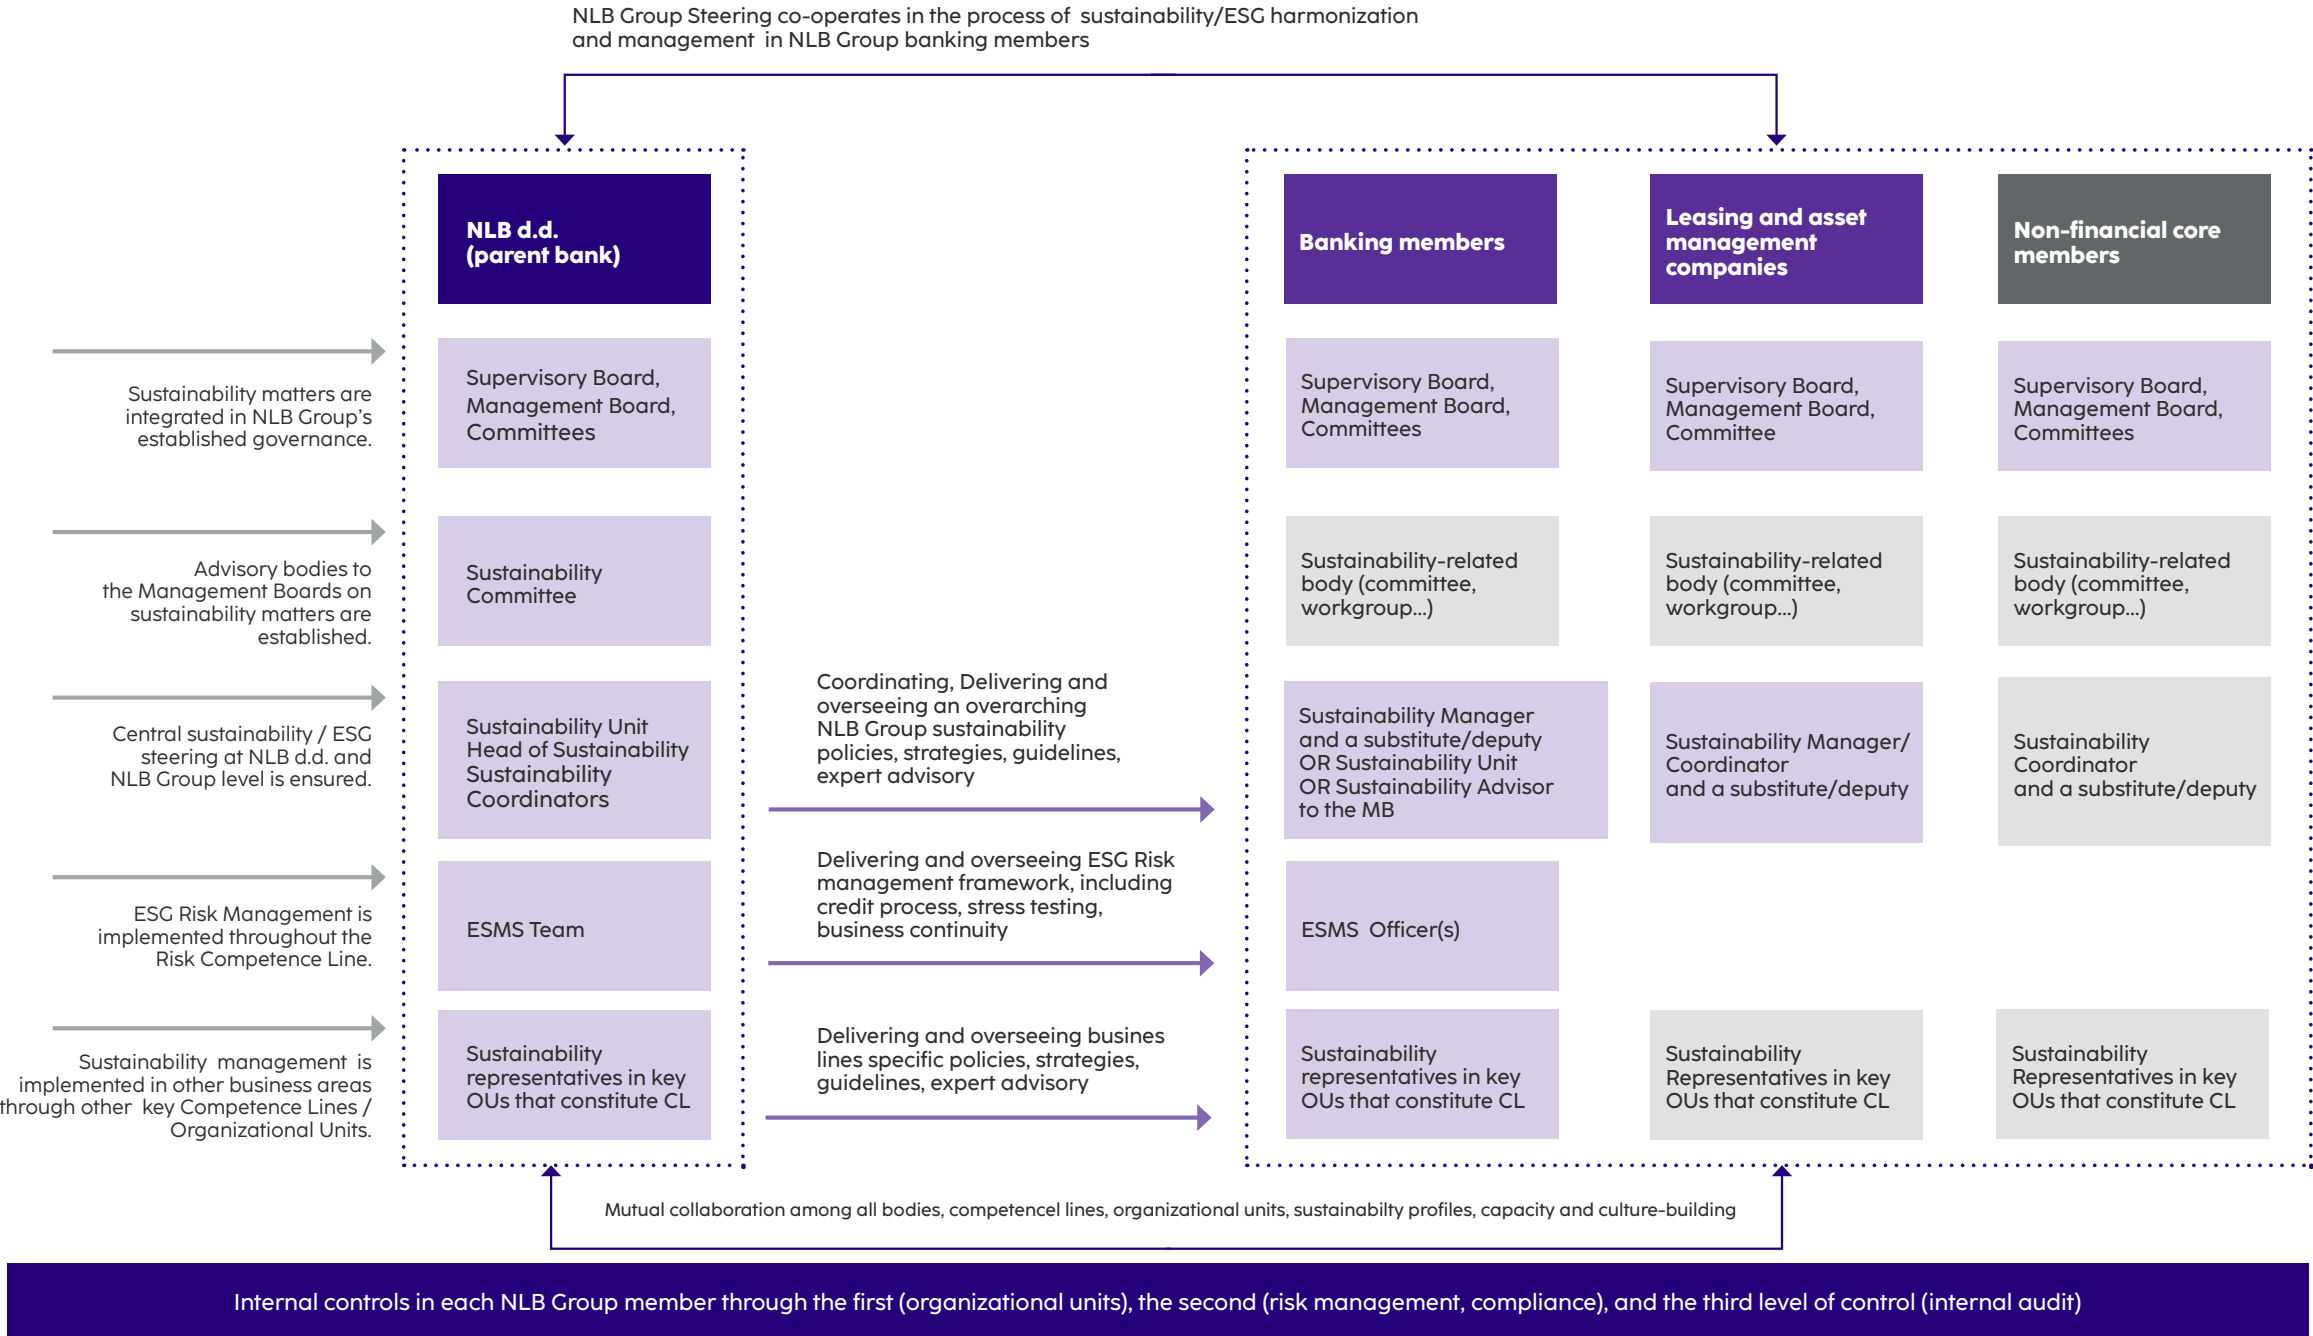 NLB Group Steering co-operates in the process of sustainability/ESG harmonization
and management in NLB Group banking members
NLB d.d.
(parent bank)
Banking members
Leasing and asset
management
companies
Non-financial core
members
Sustainability matters are
integrated in NLB Group's
established governance.
Supervisory Board,
Management Board,
Committees
Supervisory Board,
Management Board,
Committees
Supervisory Board,
Management Board,
Committee
Supervisory Board,
Management Board,
Committees
Advisory bodies to
the Management Boards on
sustainability matters are
established.
Sustainability
Committee
Sustainability-related
body (committee,
workgroup...)
Sustainability-related
body (committee,
workgroup...)
Sustainability-related
body (committee,
workgroup...)
Central sustainability / ESG
steering at NLB d.d. and
NLB Group level is ensured.
Sustainability Unit
Head of Sustainability
Sustainability
Coordinators
Coordinating, Delivering and
overseeing an overarching
NLB Group sustainability
policies, strategies, guidelines,
expert advisory
Sustainability Manager
and a substitute/deputy
OR Sustainability Unit
OR Sustainability Advisor
to the MB
Sustainability Manager/
Coordinator
and a substitute/deputy
Sustainability
Coordinator
and a substitute/deputy
ESG Risk Management is
implemented throughout the
Risk Competence Line.
ESMS Team
Delivering and overseeing ESG Risk
management framework, including
credit process, stress testing,
business continuity
ESMS Officer(s)
Sustainability management is
implemented in other business areas
through other key Competence Lines /
Organizational Units.
Sustainability
representatives in key
OUs that constitute CL
Delivering and overseeing busines
lines specific policies, strategies,
guidelines, expert advisory
Sustainability
representatives in key
OUs that constitute CL
Sustainability
Representatives in key
OUs that constitute CL
Sustainability
Representatives in key
OUs that constitute CL
Mutual collaboration among all bodies, competencel lines, organizational units, sustainabilty profiles, capacity and culture-building
Internal controls in each NLB Group member through the first (organizational units), the second (risk management, compliance), and the third level of control (internal audit)